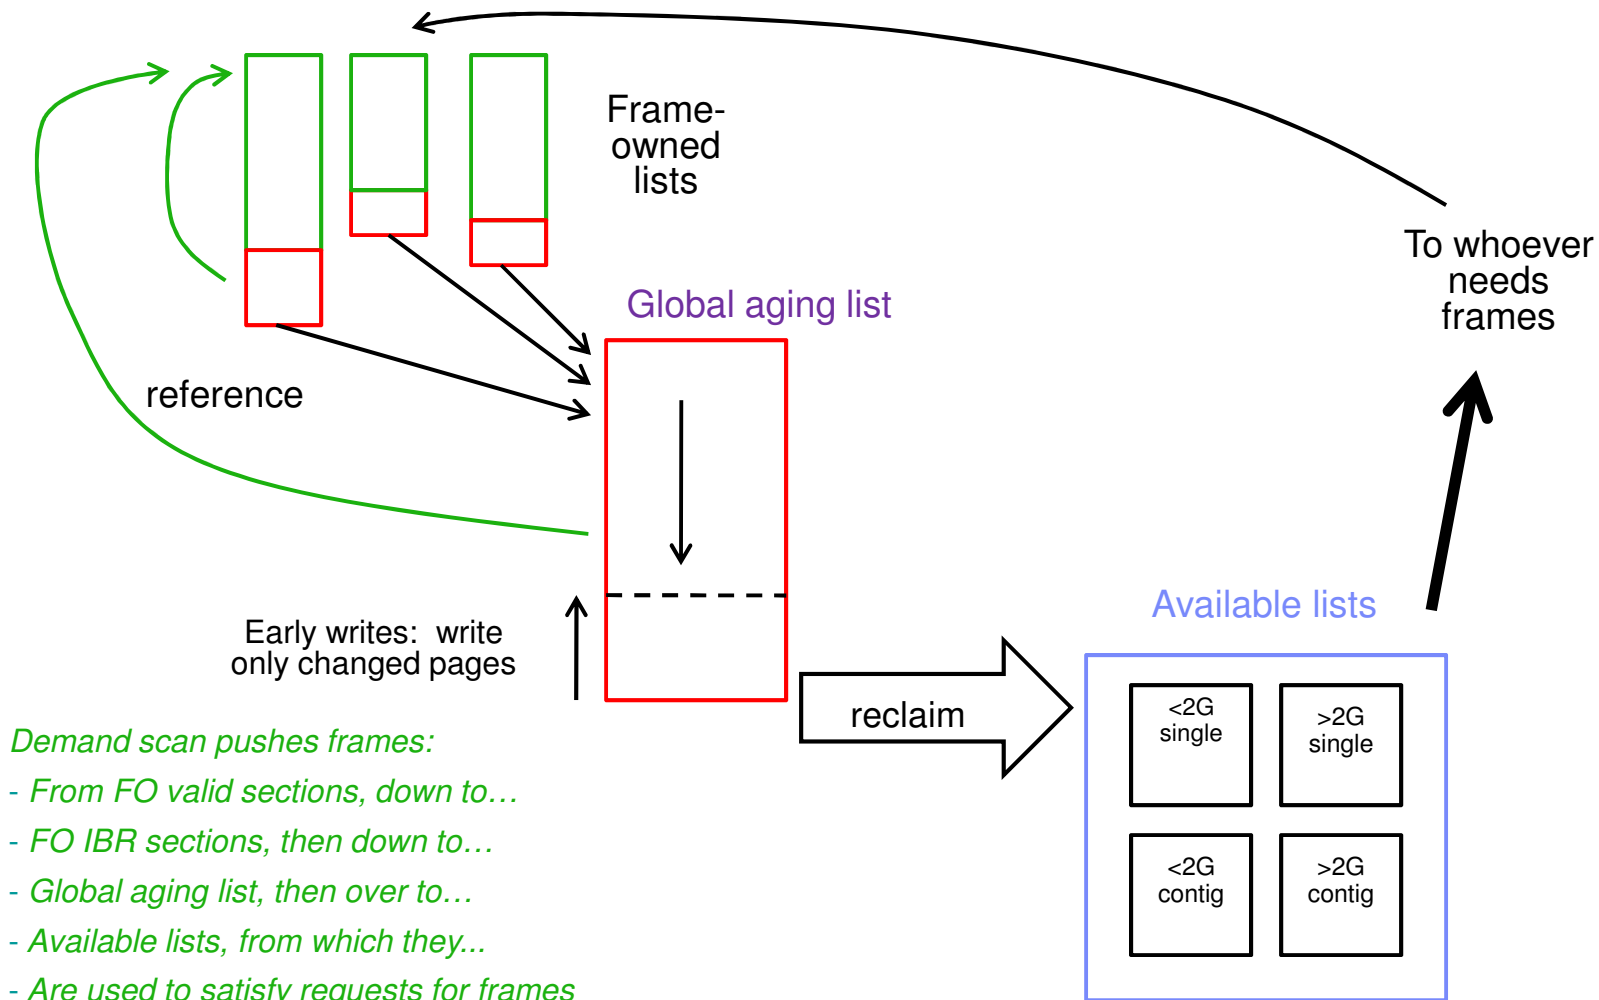 Frame-
owned
lists
To whoever
needs
frames
Global aging list
reference
Available lists
Early writes:  write
only changed pages
reclaim
<2G
single
>2G
single
<2G
contig
>2G
contig
Demand scan pushes frames:
- From FO valid sections, down to…
- FO IBR sections, then down to…
- Global aging list, then over to…
- Available lists, from which they...
- Are used to satisfy requests for frames